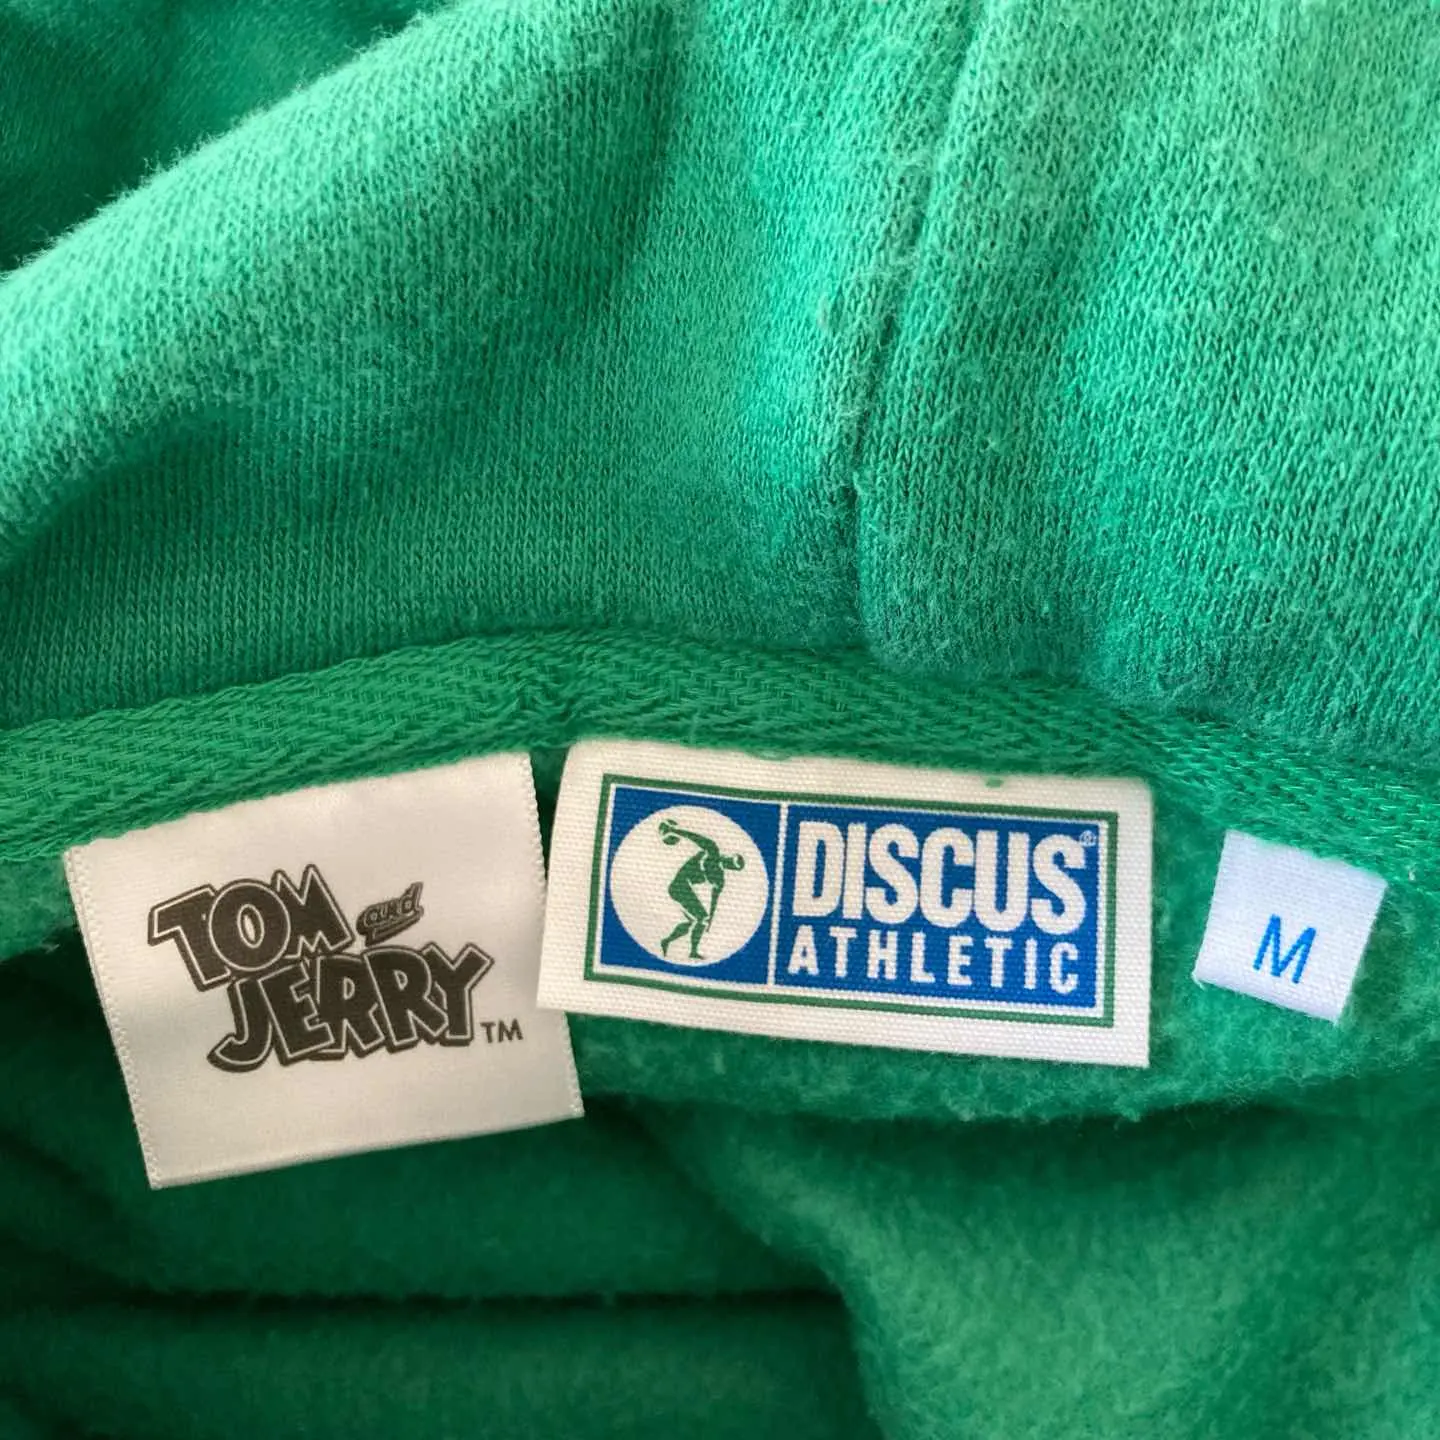 TOM and
JERRY™
DISCUS®
ATHLETIC
M